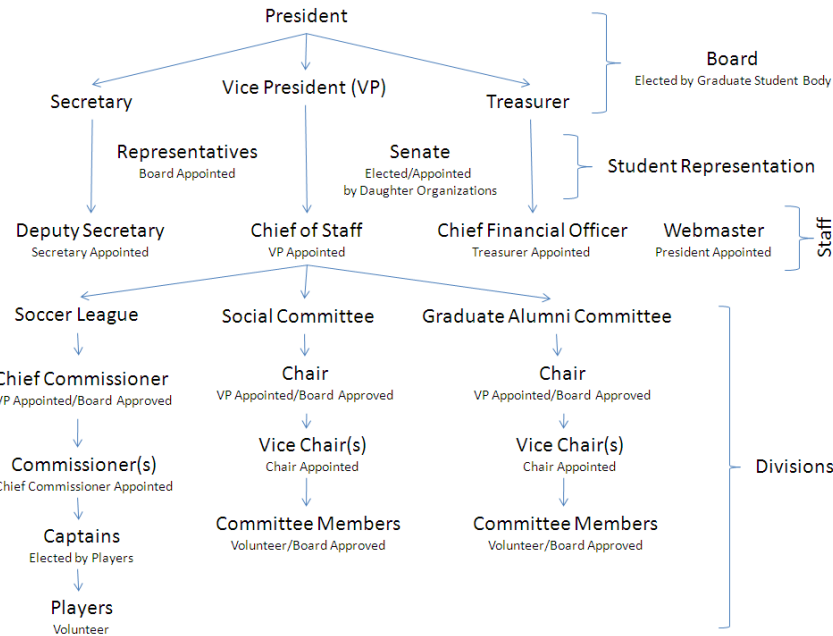 President
Board
Elected by Graduate Student Body
Secretary
Vice President (VP)
Treasurer
Representatives
Board Appointed
Senate
Elected/Appointed
by Daughter Organizations
Student Representation
Deputy Secretary
Secretary Appointed
Chief of Staff
VP Appointed
Chief Financial Officer
Treasurer Appointed
Webmaster
President Appointed
Staff
Soccer League
Social Committee
Graduate Alumni Committee
Chief Commissioner
VP Appointed/Board Approved
Chair
VP Appointed/Board Approved
Chair
VP Appointed/Board Approved
Commissioner(s)
Chief Commissioner Appointed
Vice Chair(s)
Chair Appointed
Vice Chair(s)
Chair Appointed
Divisions
Captains
Elected by Players
Committee Members
Volunteer/Board Approved
Committee Members
Volunteer/Board Approved
Players
Volunteer